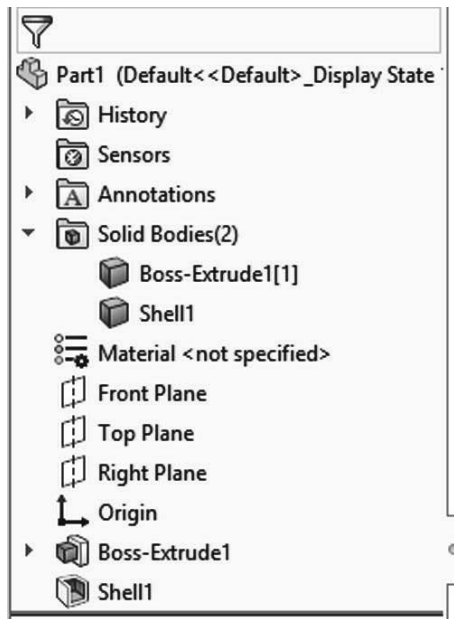 Part1 (Default<<Default>_Display State
History
Sensors
A Annotations
Solid Bodies(2)
Boss-Extrude1[1]
Shell1
Material <not specified>
Front Plane
Top Plane
Right Plane
Origin
Boss-Extrude1
Shell1